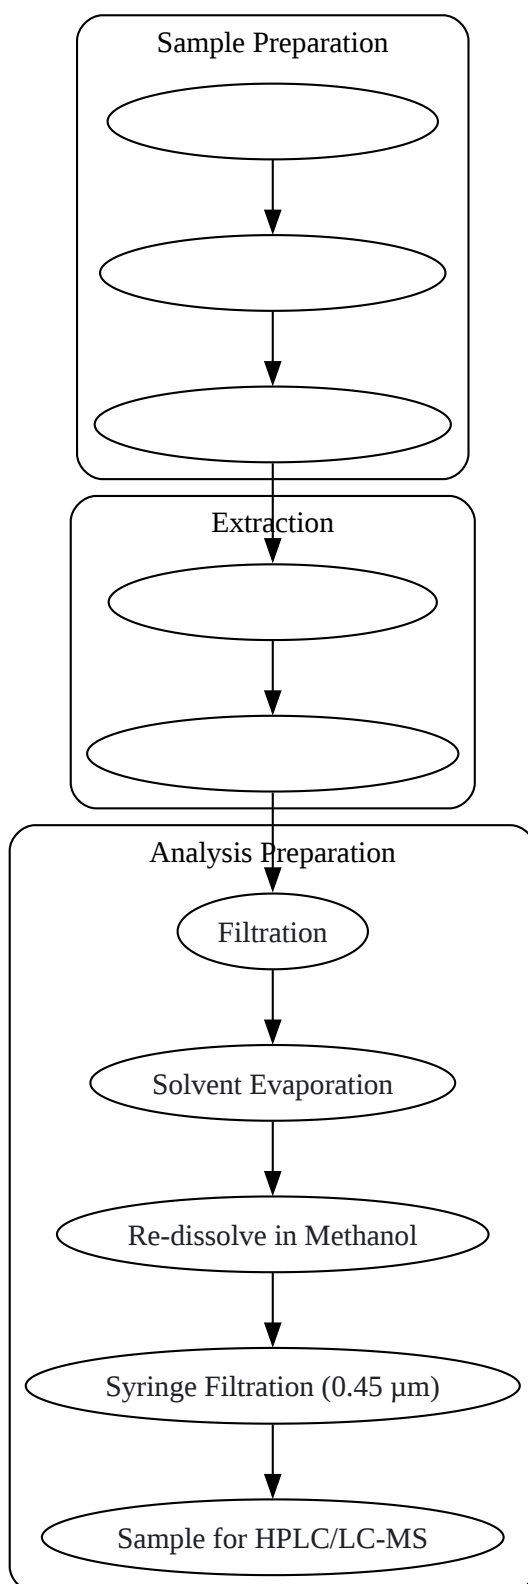 Sample Preparation
Extraction
Analysis Preparation
Filtration
Solvent Evaporation
Re-dissolve in Methanol
Syringe Filtration (0.45 µm)
Sample for HPLC/LC-MS